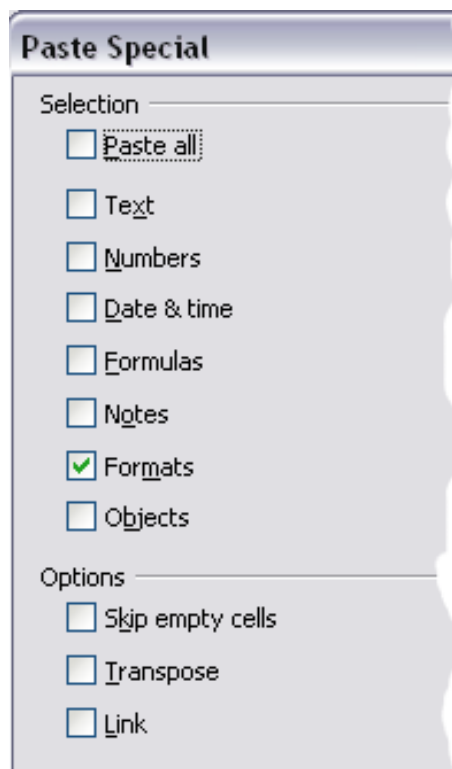 Paste Special
Selection
Paste all
Text
Numbers
Date & time
Formulas
Notes
Formats
Objects
Options
Skip empty cells
Transpose
Link